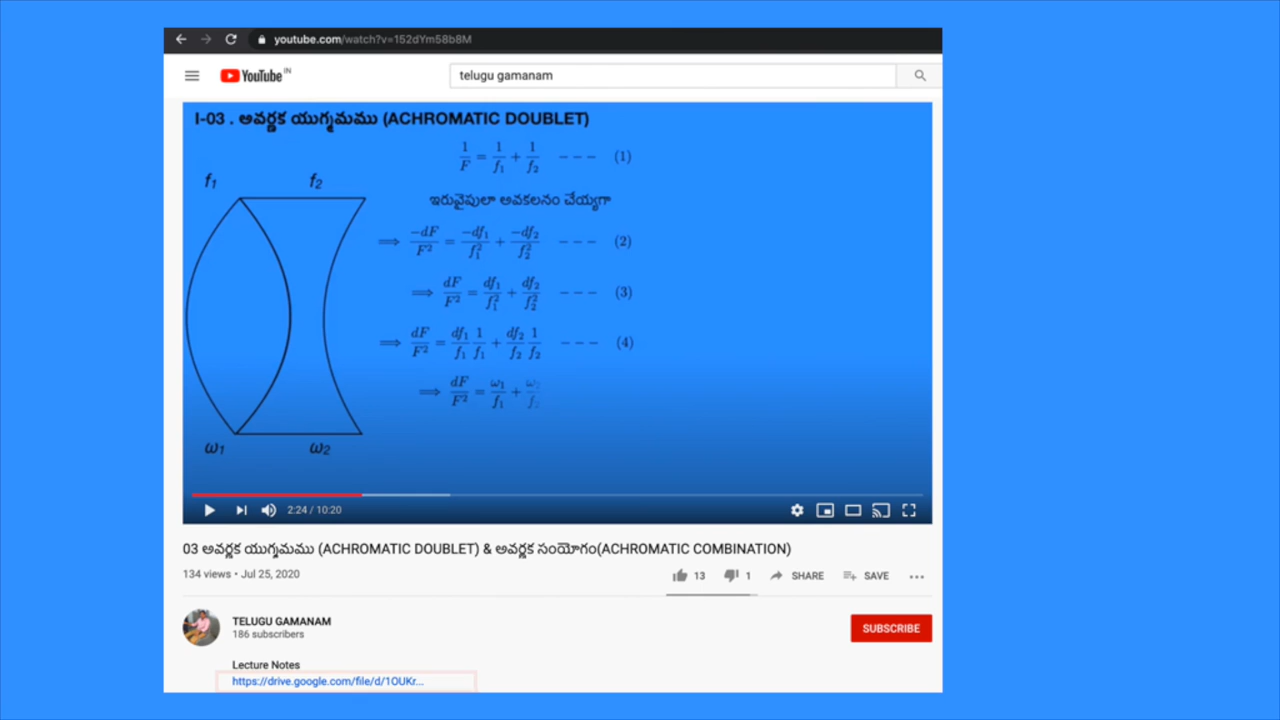 youtube.com/watch?v=152dYm58b8M
YouTube IN
telugu gamanam
I-03 . అవర్ణక యుగ్మమము (ACHROMATIC DOUBLET)
1/F = 1/f₁ + 1/f₂ --- (1)
f₁ f₂
ఇరువైపులా అవకలనం చేయ్యగా
⟹ -dF/F² = -df₁/f₁² + -df₂/f₂² --- (2)
⟹ dF/F² = df₁/f₁² + df₂/f₂² --- (3)
⟹ dF/F² = df₁/f₁ 1/f₁ + df₂/f₂ 1/f₂ --- (4)
⟹ dF/F² = ω₁/f₁ + ω₂/f₂
ω₁ ω₂
2:24 / 10:20
03 అవర్ణక యుగ్మమము (ACHROMATIC DOUBLET) & అవర్ణక సంయోగం(ACHROMATIC COMBINATION)
134 views • Jul 25, 2020 13 1 SHARE SAVE
TELUGU GAMANAM
186 subscribers
SUBSCRIBE
Lecture Notes
https://drive.google.com/file/d/1OUKr...